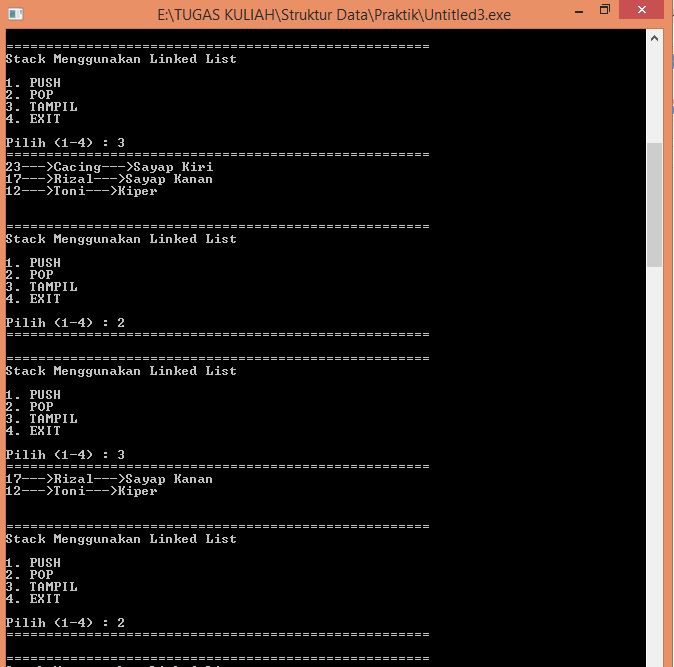 E:\TUGAS KULIAH\Struktur Data\Praktik\Untitled3.exe
=====================================================
Stack Menggunakan Linked List
1. PUSH
2. POP
3. TAMPIL
4. EXIT
Pilih (1-4) : 3
=====================================================
23--->Cacing--->Sayap Kiri
17--->Rizal--->Sayap Kanan
12--->Toni--->Kiper
=====================================================
Stack Menggunakan Linked List
1. PUSH
2. POP
3. TAMPIL
4. EXIT
Pilih (1-4) : 2
=====================================================
=====================================================
Stack Menggunakan Linked List
1. PUSH
2. POP
3. TAMPIL
4. EXIT
Pilih (1-4) : 3
=====================================================
17--->Rizal--->Sayap Kanan
12--->Toni--->Kiper
=====================================================
Stack Menggunakan Linked List
1. PUSH
2. POP
3. TAMPIL
4. EXIT
Pilih (1-4) : 2
=====================================================
=====================================================